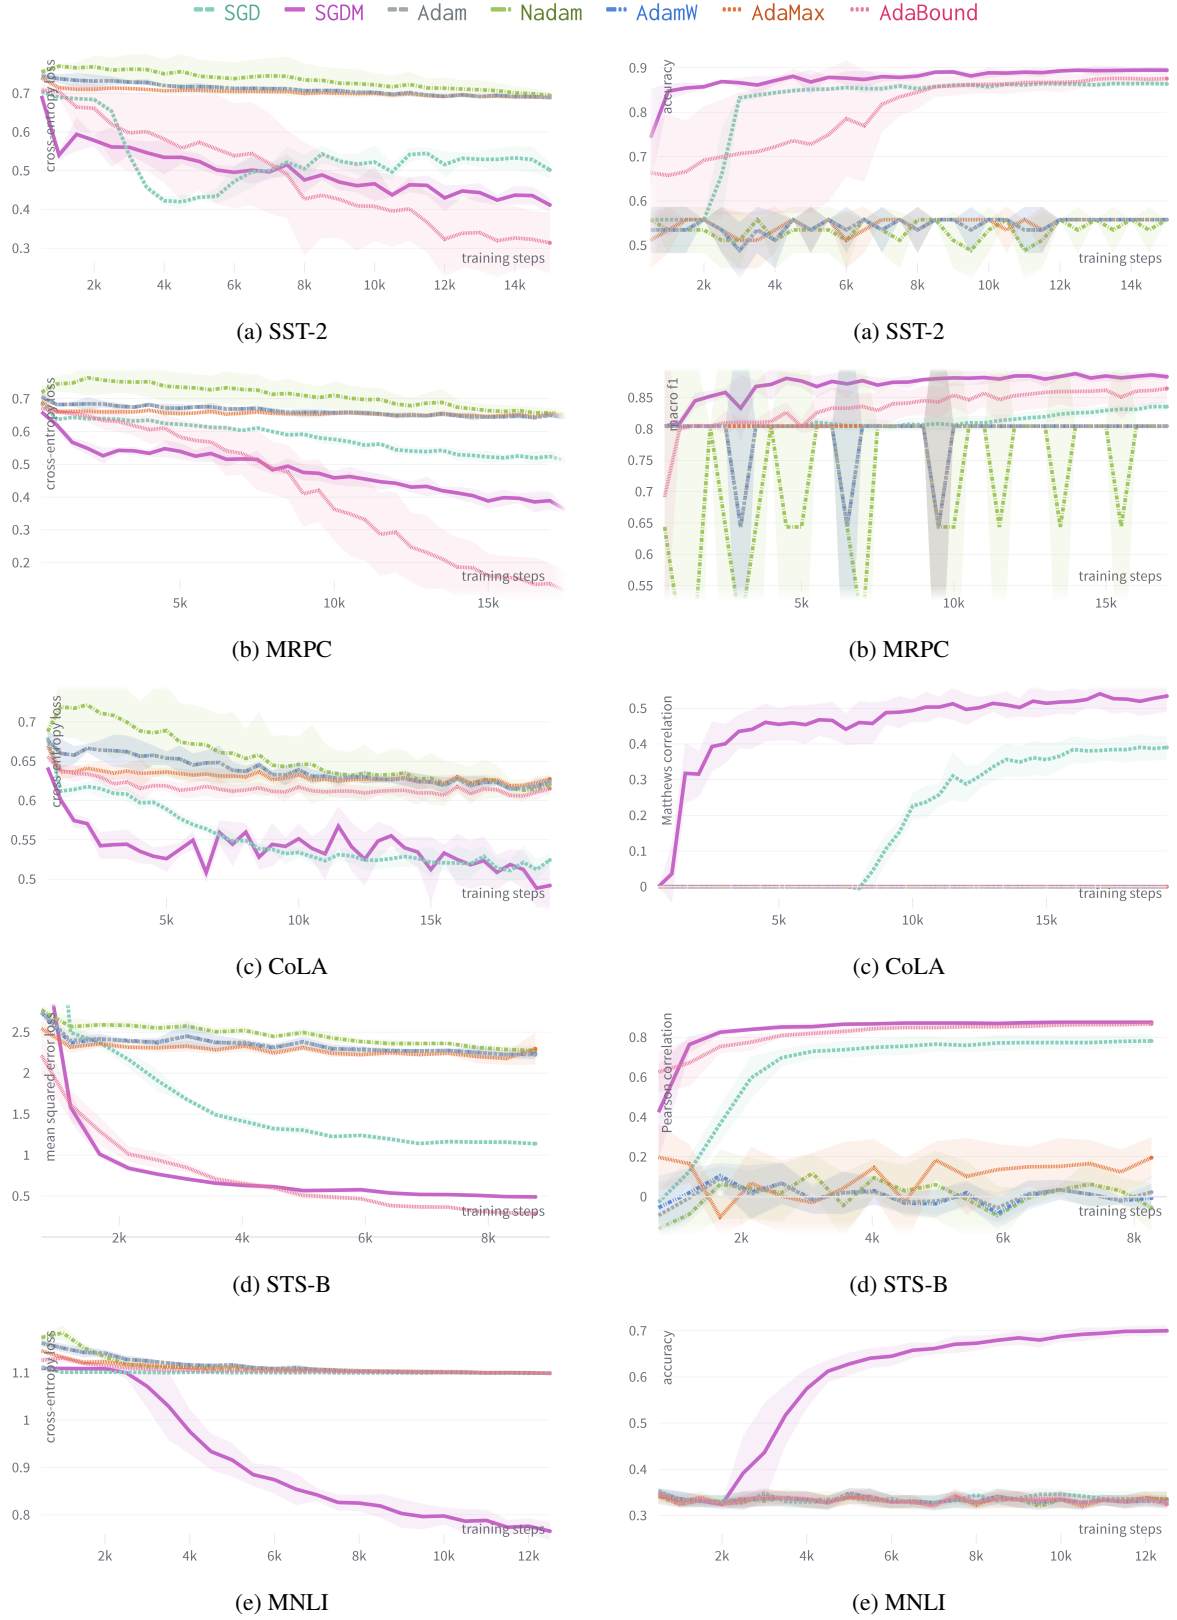 SGD SGDM Adam Nadam AdamW AdaMax AdaBound
cross-entropy loss
0.7
0.6
0.5
0.4
0.3
training steps
2k 4k 6k 8k 10k 12k 14k
(a) SST-2
accuracy
0.9
0.8
0.7
0.6
0.5
training steps
2k 4k 6k 8k 10k 12k 14k
(a) SST-2
cross-entropy loss
0.7
0.6
0.5
0.4
0.3
0.2
training steps
5k 10k 15k
(b) MRPC
macro f1
0.85
0.8
0.75
0.7
0.65
0.6
0.55
training steps
5k 10k 15k
(b) MRPC
cross-entropy loss
0.7
0.65
0.6
0.55
0.5
training steps
5k 10k 15k
(c) CoLA
Matthews correlation
0.5
0.4
0.3
0.2
0.1
0
training steps
5k 10k 15k
(c) CoLA
mean squared error loss
2.5
2
1.5
1
0.5
training steps
2k 4k 6k 8k
(d) STS-B
Pearson correlation
0.8
0.6
0.4
0.2
0
training steps
2k 4k 6k 8k
(d) STS-B
cross-entropy loss
1.1
1
0.9
0.8
training steps
2k 4k 6k 8k 10k 12k
(e) MNLI
accuracy
0.7
0.6
0.5
0.4
0.3
training steps
2k 4k 6k 8k 10k 12k
(e) MNLI